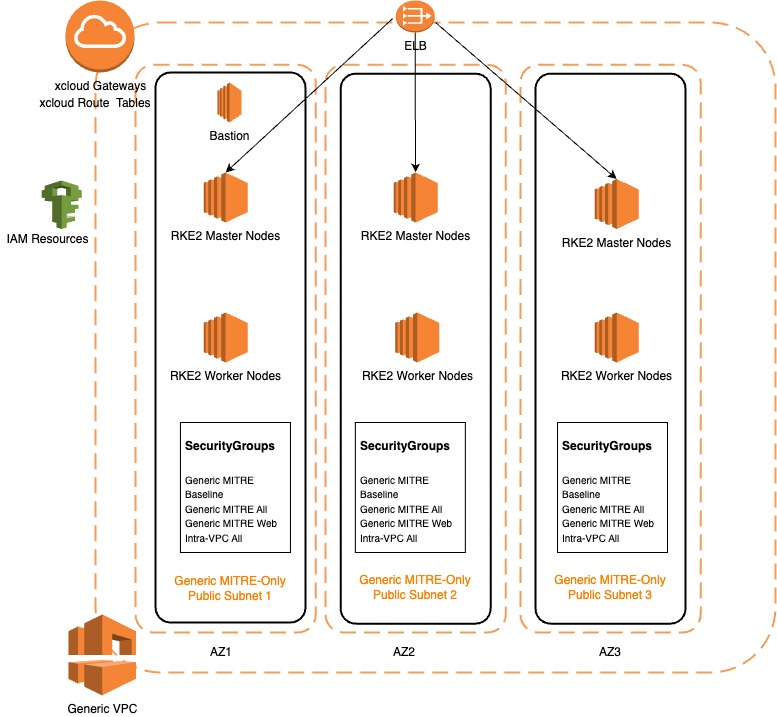 ELB
xcloud Gateways
xcloud Route Tables
Bastion
IAM Resources
RKE2 Master Nodes
RKE2 Master Nodes
RKE2 Master Nodes
RKE2 Worker Nodes
RKE2 Worker Nodes
RKE2 Worker Nodes
SecurityGroups
Generic MITRE
Baseline
Generic MITRE All
Generic MITRE Web
Intra-VPC All
SecurityGroups
Generic MITRE
Baseline
Generic MITRE All
Generic MITRE Web
Intra-VPC All
SecurityGroups
Generic MITRE
Baseline
Generic MITRE All
Generic MITRE Web
Intra-VPC All
Generic MITRE-Only
Public Subnet 1
Generic MITRE-Only
Public Subnet 2
Generic MITRE-Only
Public Subnet 3
AZ1
AZ2
AZ3
Generic VPC